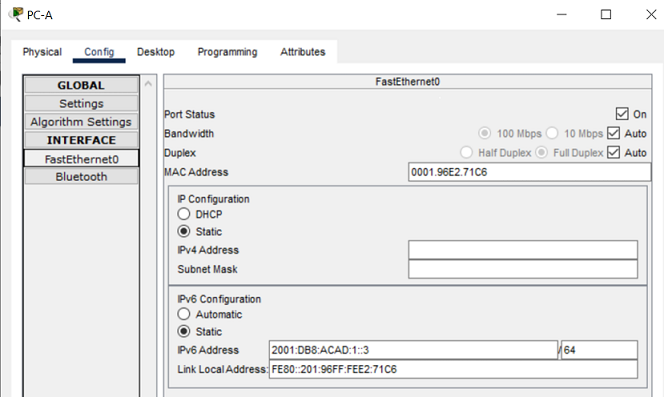 PC-A
Physical Config Desktop Programming Attributes
GLOBAL
Settings
Algorithm Settings
INTERFACE
FastEthernet0
Bluetooth
FastEthernet0
Port Status On
Bandwidth 100 Mbps 10 Mbps Auto
Duplex Half Duplex Full Duplex Auto
MAC Address 0001.96E2.71C6
IP Configuration
DHCP
Static
IPv4 Address
Subnet Mask
IPv6 Configuration
Automatic
Static
IPv6 Address 2001:DB8:ACAD:1::3 / 64
Link Local Address: FE80::201:96FF:FEE2:71C6